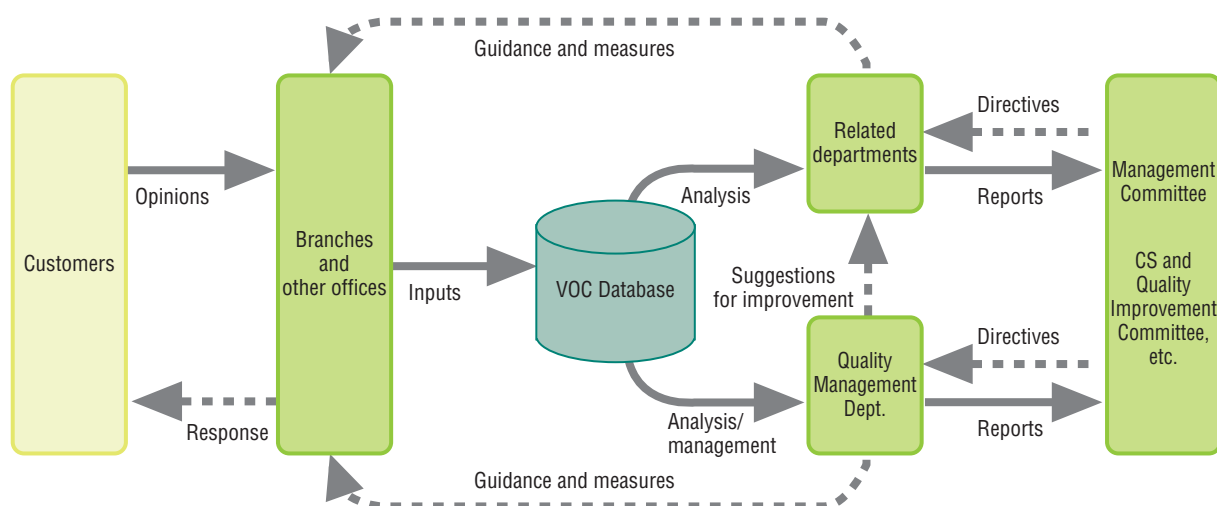 Guidance and measures
Customers
Opinions
Response
Branches
and
other offices
Inputs
VOC Database
Analysis
Analysis/
management
Suggestions
for improvement
Related
departments
Quality
Management
Dept.
Directives
Reports
Directives
Reports
Management
Committee
CS and
Quality
Improvement
Committee,
etc.
Guidance and measures